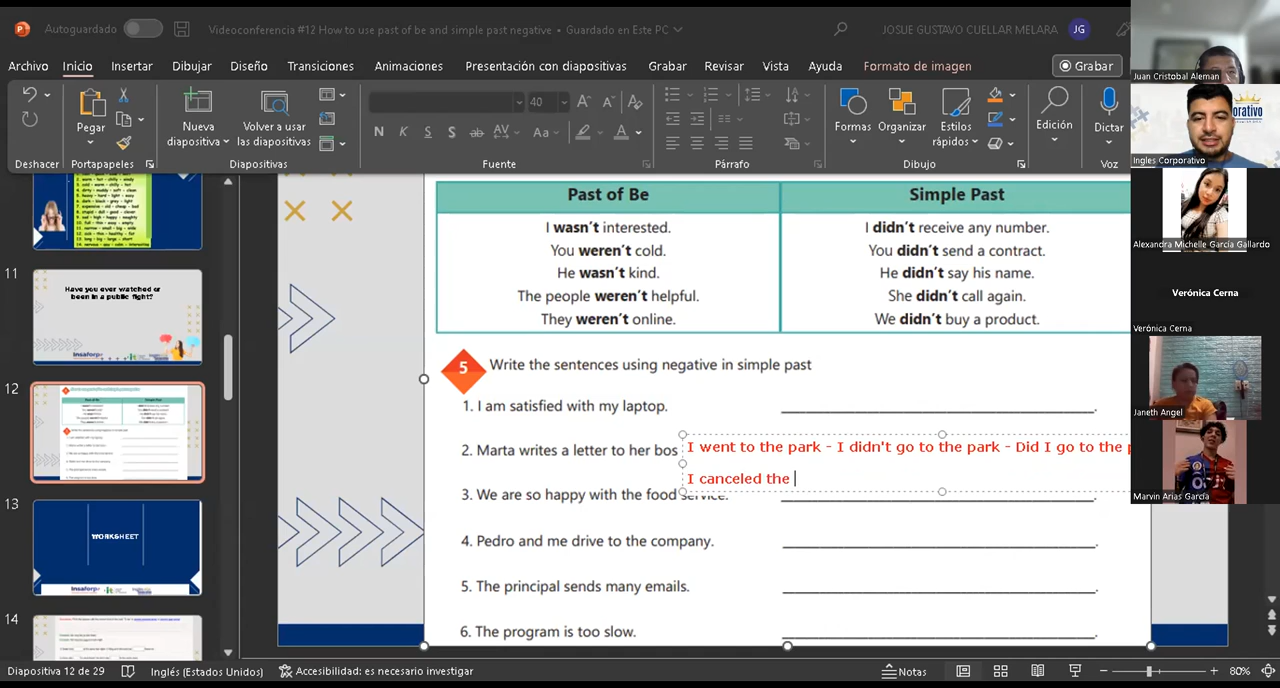 Autoguardado
Videoconferencia #12 How to use past of be and simple past negative • Guardado en Este PC
JOSUE GUSTAVO CUELLAR MELARA
JG
Archivo Inicio Insertar Dibujar Diseño Transiciones Animaciones Presentación con diapositivas Grabar Revisar Vista Ayuda Formato de imagen
Grabar
Pegar
Nueva diapositiva
Volver a usar las diapositivas
40
Formas
Organizar
Estilos rápidos
Edición
Dictar
Deshacer
Portapapeles
Diapositivas
Fuente
Párrafo
Dibujo
Voz
11
Have you ever watched or
been in a public fight?
12
13
WORKSHEET
14
Past of Be
Simple Past
I wasn't interested.
You weren't cold.
He wasn't kind.
The people weren't helpful.
They weren't online.
I didn't receive any number.
You didn't send a contract.
He didn't say his name.
She didn't call again.
We didn't buy a product.
5
Write the sentences using negative in simple past
1. I am satisfied with my laptop.
2. Marta writes a letter to her bos
I went to the park - I didn't go to the park - Did I go to the p
I canceled the
3. We are so happy with the food service.
4. Pedro and me drive to the company.
5. The principal sends many emails.
6. The program is too slow.
Juan Cristobal Aleman
orativo
Ingles Corporativo
Alexandra Michelle García Gallardo
Verónica Cerna
Verónica Cerna
Janeth Angel
Marvin Arias García
Diapositiva 12 de 29
Inglés (Estados Unidos)
Accesibilidad: es necesario investigar
Notas
80%